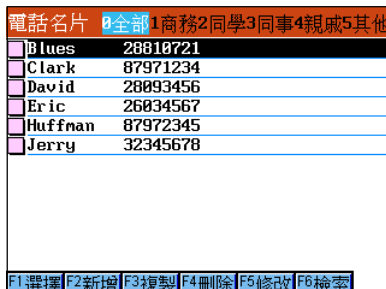 電話名片 0全部1商務2同學3同事4親戚5其他
Blues 28810721
Clark 87971234
David 28093456
Eric 26034567
Huffman 87972345
Jerry 32345678
F1選擇 F2新增 F3複製 F4刪除 F5修改 F6檢索